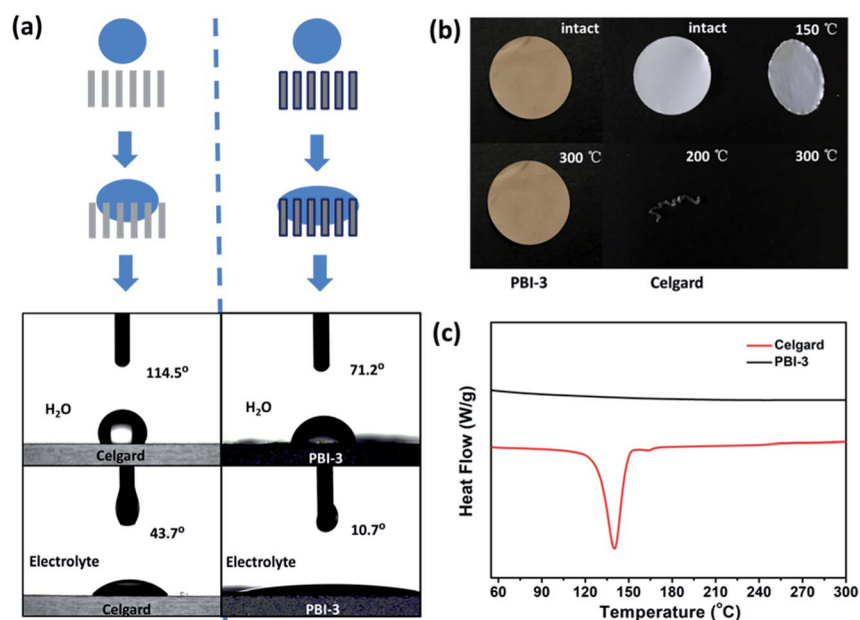 (a)
114.5°
H₂O
Celgard
71.2°
H₂O
PBI-3
43.7°
Electrolyte
Celgard
10.7°
Electrolyte
PBI-3
(b)
intact
intact
150 ℃
300 ℃
200 ℃
300 ℃
PBI-3
Celgard
(c)
Celgard
PBI-3
Heat Flow (W/g)
60
90
120
150
180
210
240
270
300
Temperature (°C)